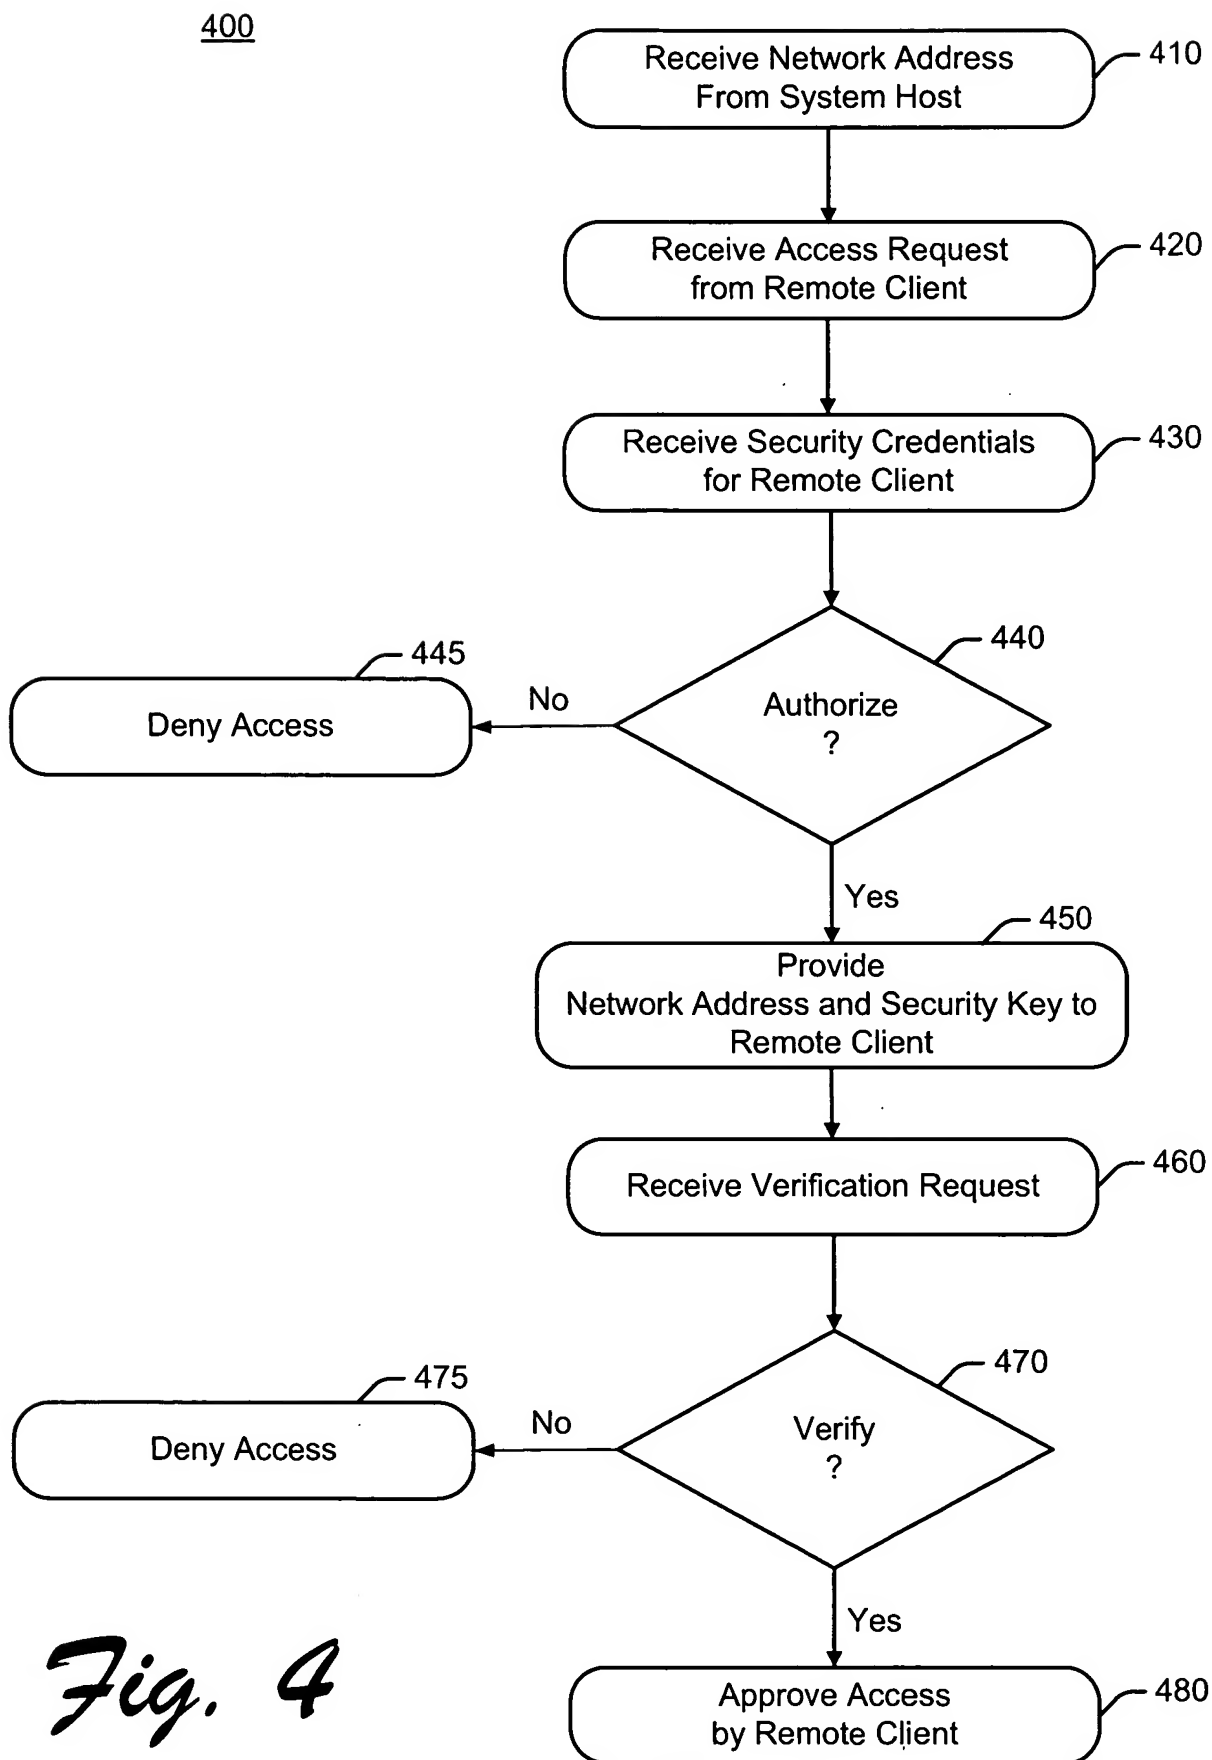 400
Receive Network Address
From System Host
410
Receive Access Request
from Remote Client
420
Receive Security Credentials
for Remote Client
430
440
Authorize
?
445
Deny Access
No
Yes
450
Provide
Network Address and Security Key to
Remote Client
Receive Verification Request
460
470
Verify
?
475
Deny Access
No
Yes
Approve Access
by Remote Client
480
Fig. 4